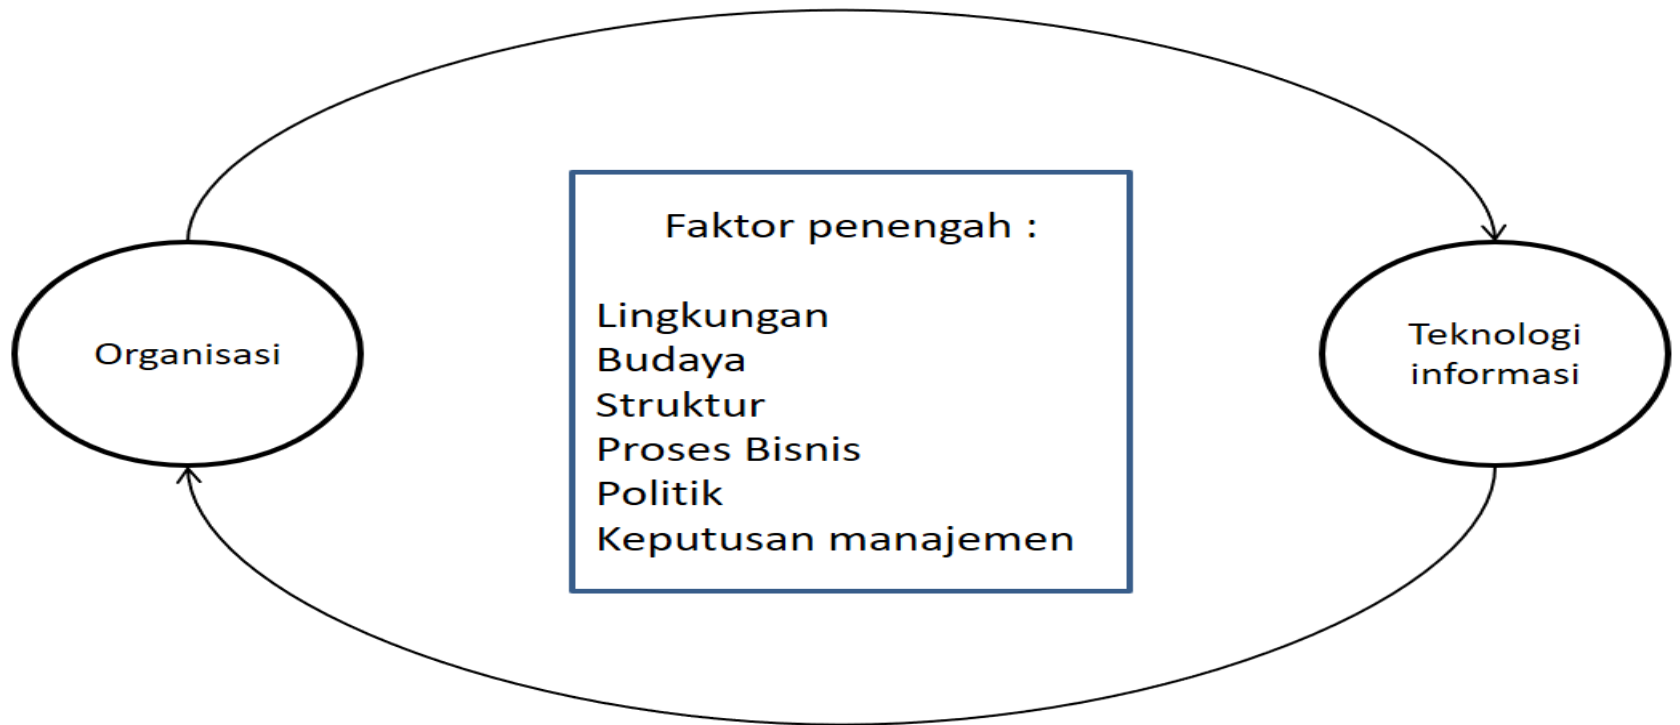 Faktor penengah :
Organisasi
Lingkungan
Budaya
Struktur
Proses Bisnis
Politik
Keputusan manajemen
Teknologi
informasi